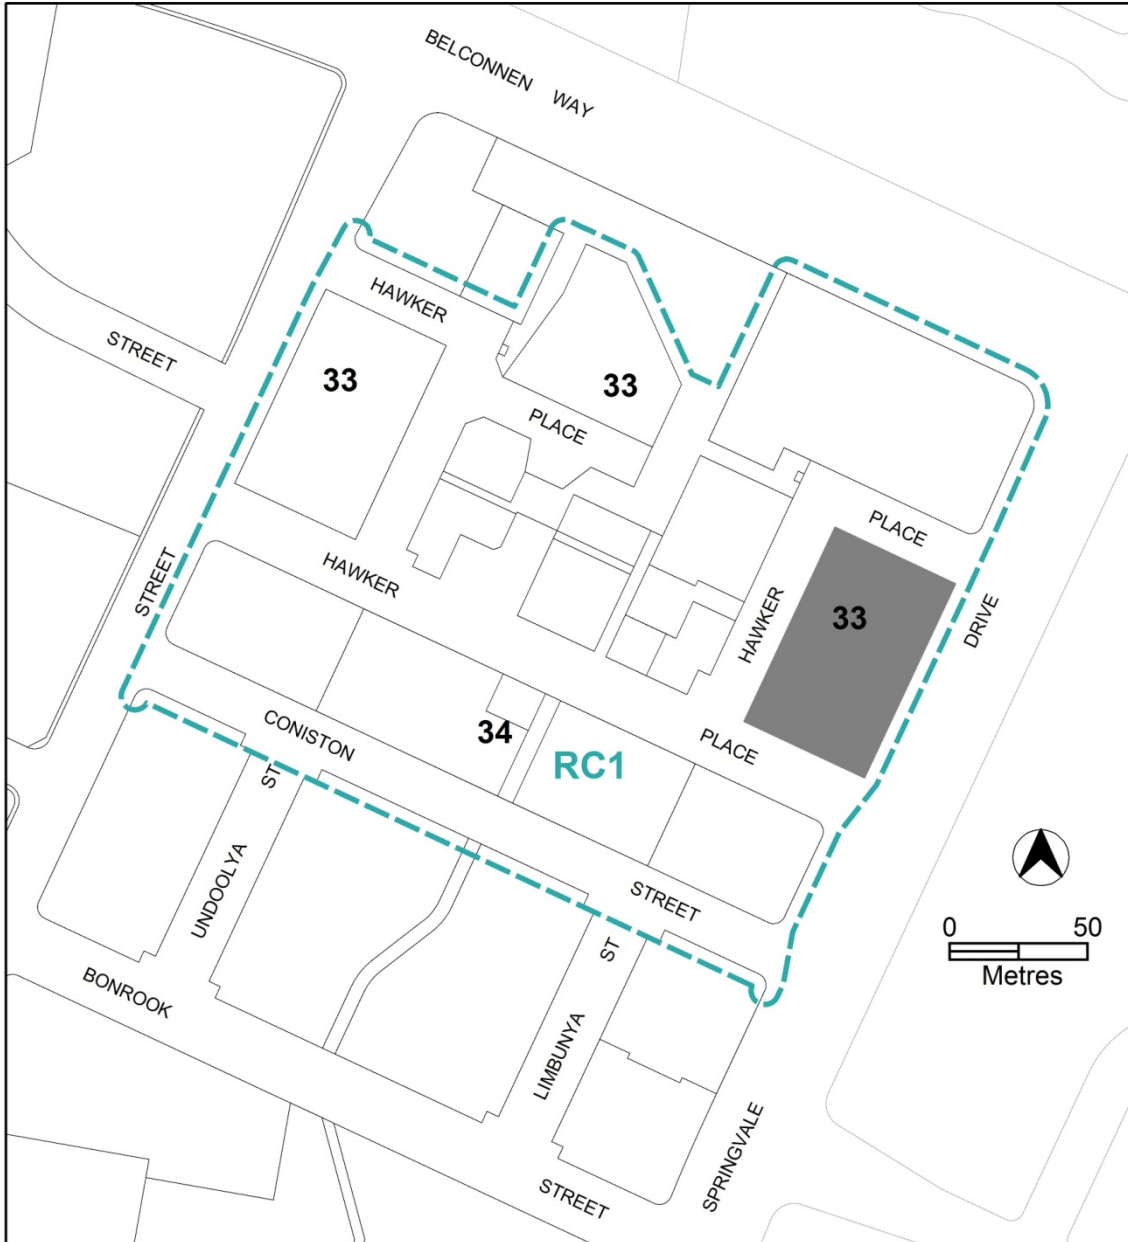 BELCONNEN WAY
HAWKER
STREET
33
33
PLACE
PLACE
HAWKER
STREET
33
HAWKER
DRIVE
CONISTON
34
RC1
PLACE
ST
UNDOOLYA
STREET
0 50
Metres
ST
BONROOK
LIMBUNYA
SPRINGVALE
STREET